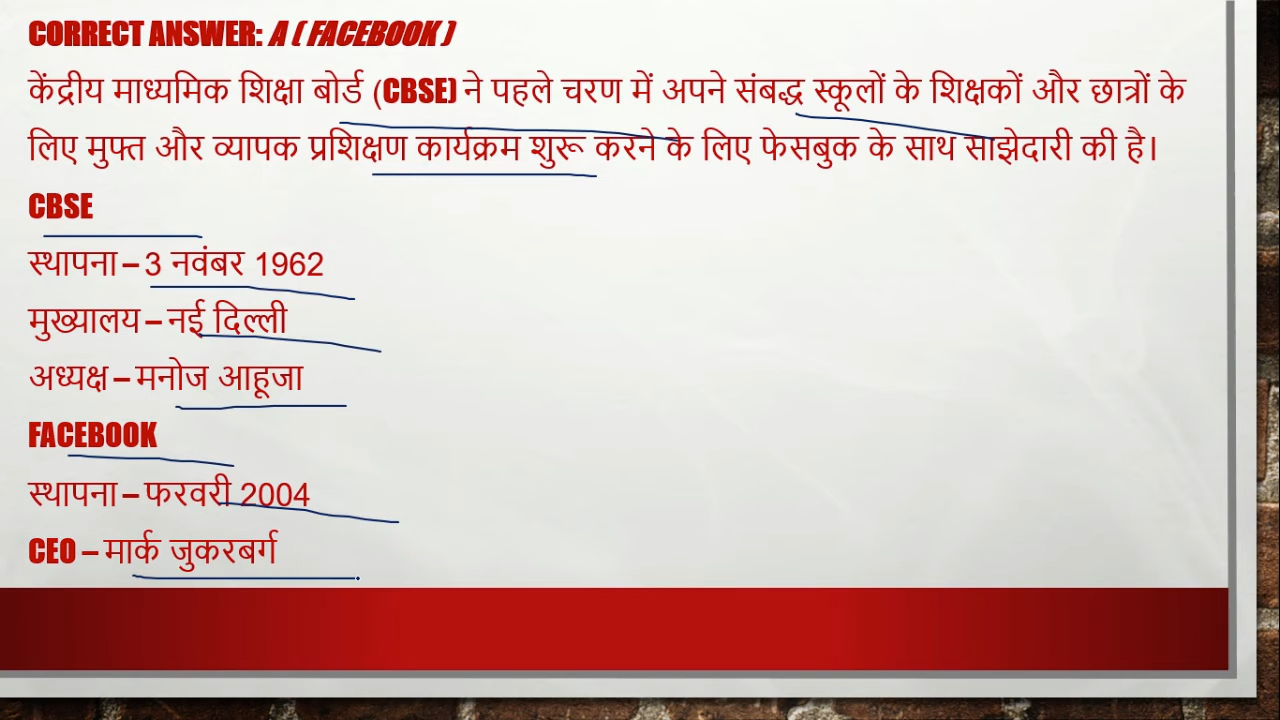 CORRECT ANSWER: A ( FACEBOOK )
केंद्रीय माध्यमिक शिक्षा बोर्ड (CBSE) ने पहले चरण में अपने संबद्ध स्कूलों के शिक्षकों और छात्रों के
लिए मुफ्त और व्यापक प्रशिक्षण कार्यक्रम शुरू करने के लिए फेसबुक के साथ साझेदारी की है।
CBSE
स्थापना – 3 नवंबर 1962
मुख्यालय – नई दिल्ली
अध्यक्ष – मनोज आहूजा
FACEBOOK
स्थापना – फरवरी 2004
CEO – मार्क जुकरबर्ग